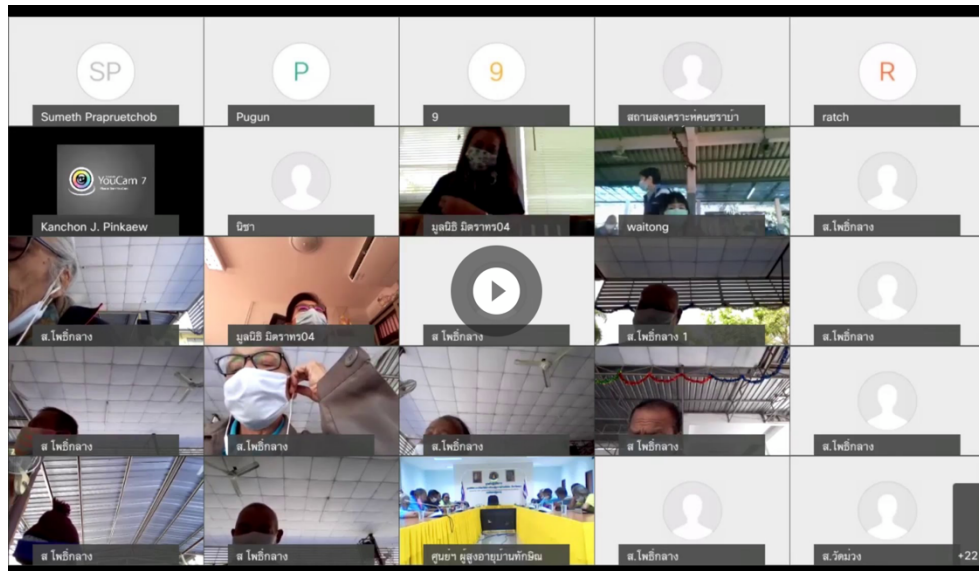 SP
Sumeth Prapruetchob
P
Pugun
9
9
สถานสงเคราะห์คนชราบ้า
R
ratch
YouCam 7
Kanchon J. Pinkaew
นิชา
มูลนิธิ มิตราทร04
waitong
ส.โพธิ์กลาง
ส.โพธิ์กลาง
มูลนิธิ มิตราทร04
ส โพธิ์กลาง
ส.โพธิ์กลาง 1
ส.โพธิ์กลาง
ส โพธิ์กลาง
ส.โพธิ์กลาง
ส.โพธิ์กลาง
ส โพธิ์กลาง
ส.โพธิ์กลาง
ส โพธิ์กลาง
ส โพธิ์กลาง
ศูนย์ฯ ผู้สูงอายุบ้านทักษิณ
ส.โพธิ์กลาง
ส.วัดม่วง
+22